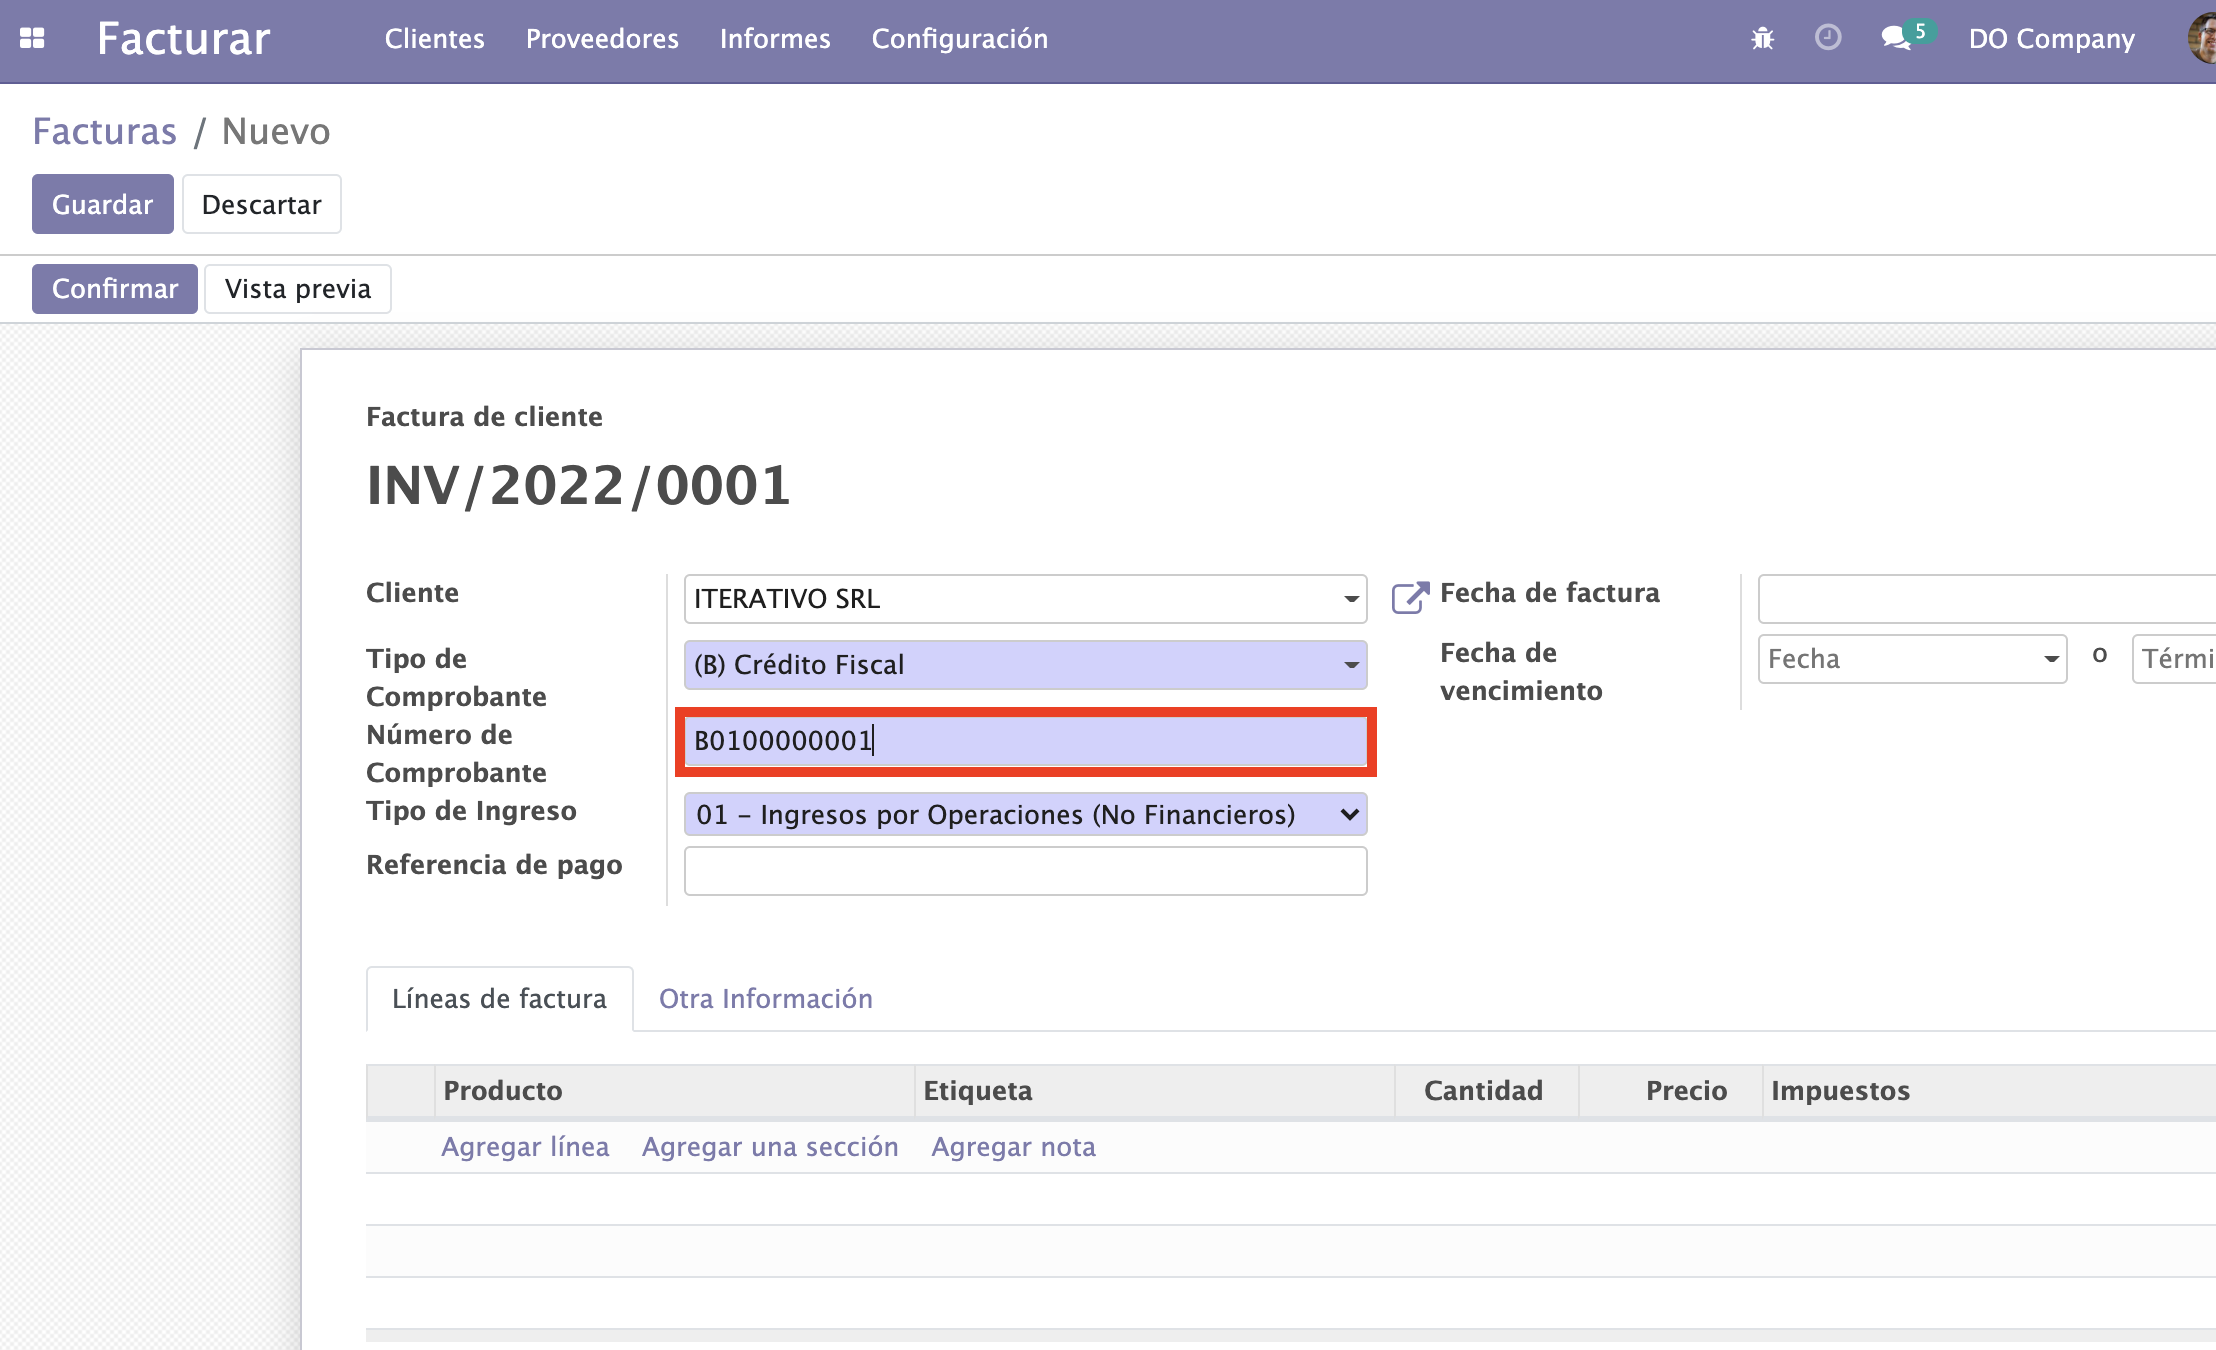 Facturar Clientes Proveedores Informes Configuración 5 DO Company
Facturas / Nuevo
Guardar Descartar
Confirmar Vista previa
Factura de cliente
INV/2022/0001
Cliente ITERATIVO SRL Fecha de factura
Tipo de Comprobante (B) Crédito Fiscal Fecha de vencimiento Fecha o Térmi
Número de Comprobante B0100000001
Tipo de Ingreso 01 - Ingresos por Operaciones (No Financieros)
Referencia de pago
Líneas de factura Otra Información
Producto Etiqueta Cantidad Precio Impuestos
Agregar línea Agregar una sección Agregar nota